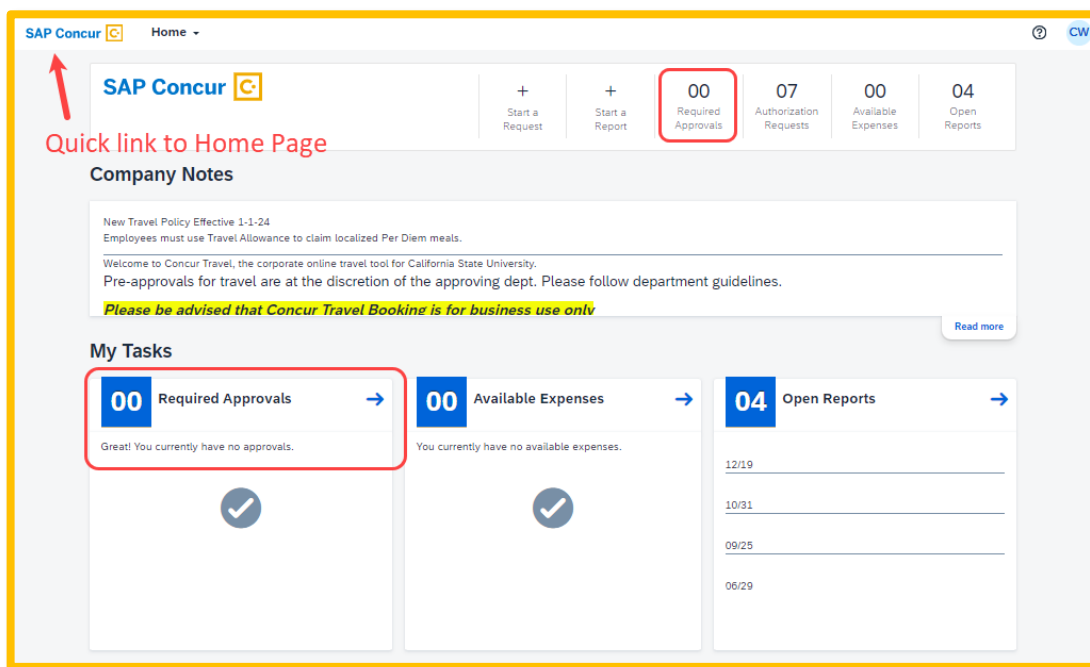 SAP Concur C. Home
CW
SAP Concur C.
+ Start a Request
+ Start a Report
00 Required Approvals
07 Authorization Requests
00 Available Expenses
04 Open Reports
Quick link to Home Page
Company Notes
New Travel Policy Effective 1-1-24
Employees must use Travel Allowance to claim localized Per Diem meals.
Welcome to Concur Travel, the corporate online travel tool for California State University.
Pre-approvals for travel are at the discretion of the approving dept. Please follow department guidelines.
Please be advised that Concur Travel Booking is for business use only
Read more
My Tasks
00 Required Approvals
Great! You currently have no approvals.
00 Available Expenses
You currently have no available expenses.
04 Open Reports
12/19
10/31
09/25
06/29